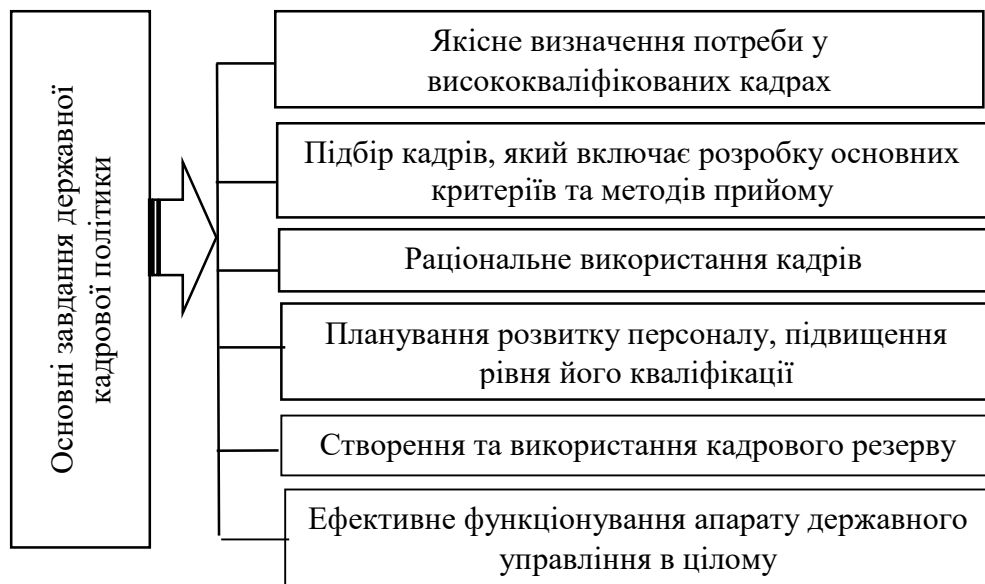 Основні завдання державної
кадрової політики
Якісне визначення потреби у
висококваліфікованих кадрах
Підбір кадрів, який включає розробку основних
критеріїв та методів прийому
Раціональне використання кадрів
Планування розвитку персоналу, підвищення
рівня його кваліфікації
Створення та використання кадрового резерву
Ефективне функціонування апарату державного
управління в цілому